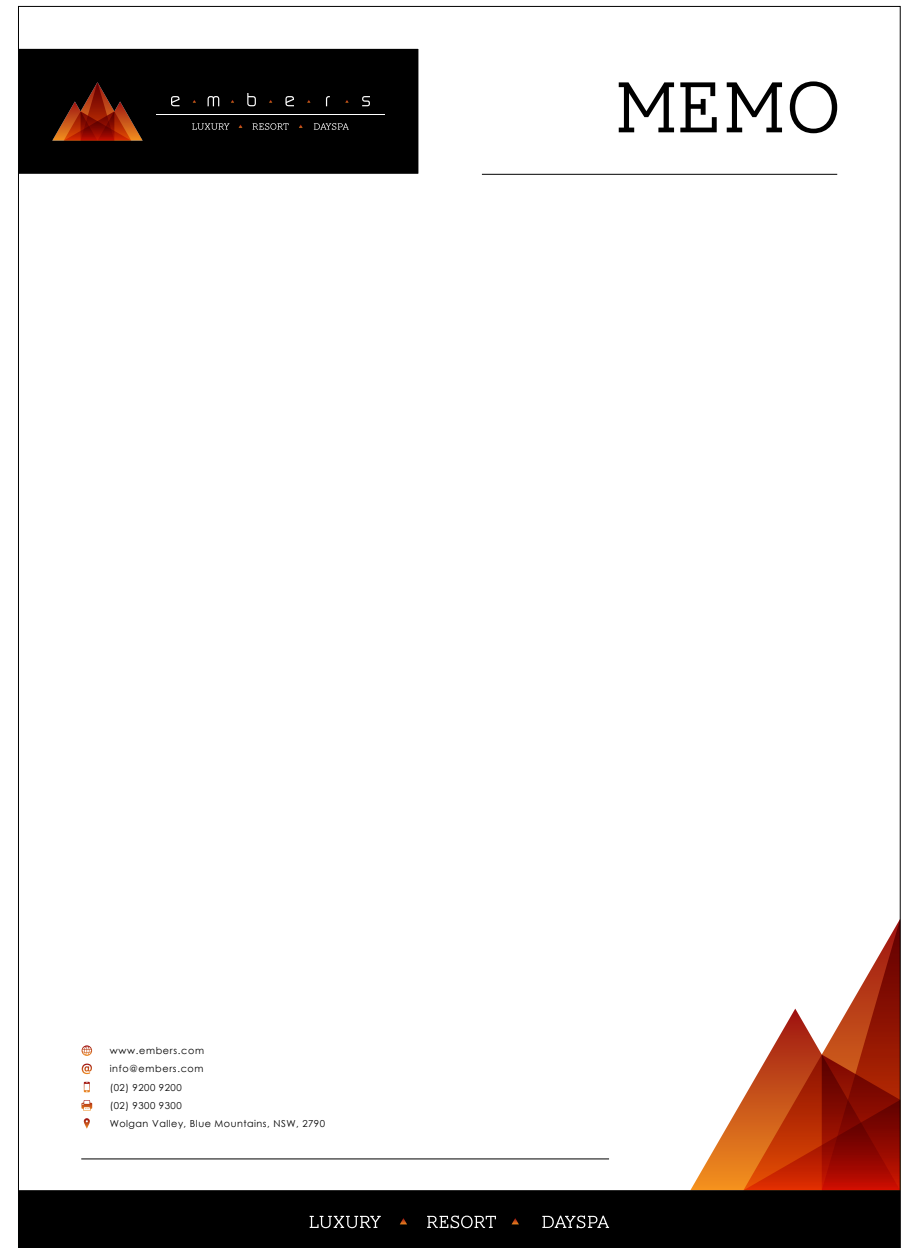 e m b e r s
LUXURY RESORT DAYSPA
MEMO
www.embers.com
info@embers.com
(02) 9200 9200
(02) 9300 9300
Wolgan Valley, Blue Mountains, NSW, 2790
LUXURY RESORT DAYSPA